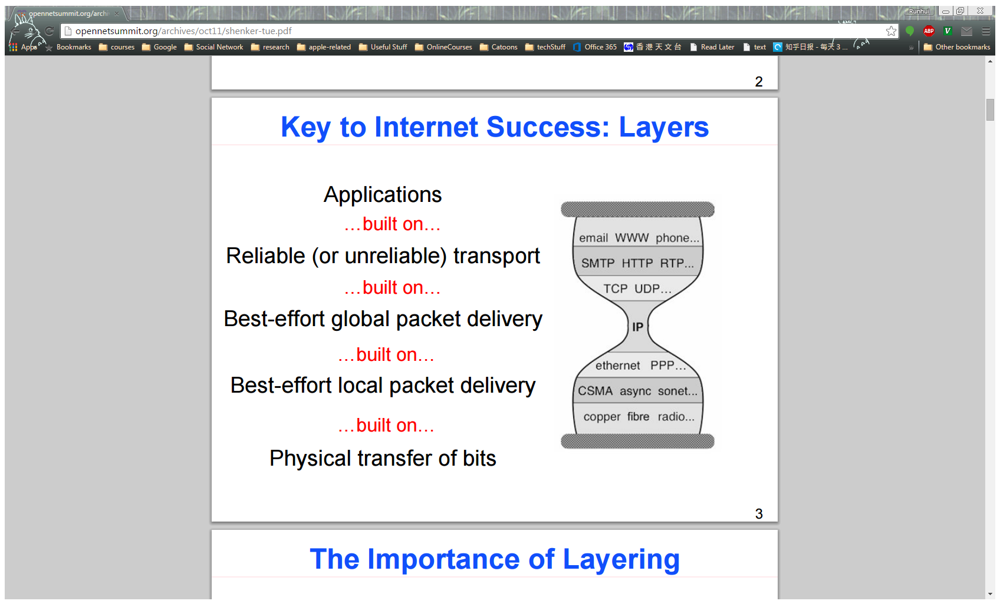 opennetsummit.org/archi
Runhui
opennetsummit.org/archives/oct11/shenker-tue.pdf
ABP
V
Apps Bookmarks courses Google Social Network research apple-related Useful Stuff OnlineCourses Catoons techStuff Office 365 香港天文台 Read Later text 知乎日报 - 每天 3 ... » Other bookmarks
2
Key to Internet Success: Layers
Applications
...built on...
Reliable (or unreliable) transport
...built on...
Best-effort global packet delivery
...built on...
Best-effort local packet delivery
...built on...
Physical transfer of bits
email WWW phone...
SMTP HTTP RTP...
TCP UDP...
IP
ethernet PPP...
CSMA async sonet...
copper fibre radio...
3
The Importance of Layering